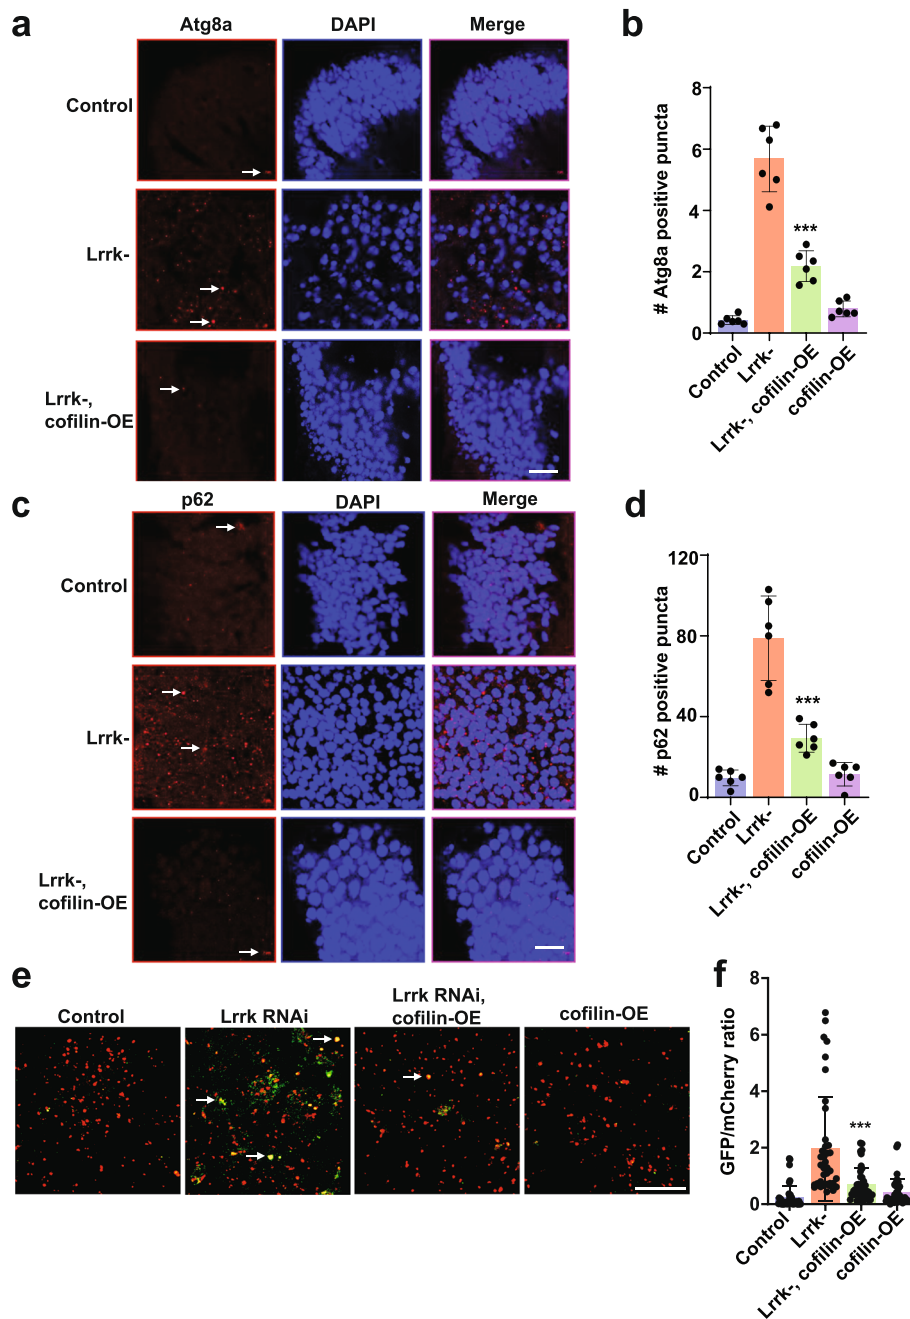 a
Atg8a
DAPI
Merge
Control
Lrrk-
Lrrk-,
cofilin-OE
b
# Atg8a positive puncta
8
6
4
2
0
***
Control
Lrrk-
Lrrk-, cofilin-OE
cofilin-OE
c
p62
DAPI
Merge
Control
Lrrk-
Lrrk-,
cofilin-OE
d
# p62 positive puncta
120
80
40
0
***
Control
Lrrk-
Lrrk-, cofilin-OE
cofilin-OE
e
Control
Lrrk RNAi
Lrrk RNAi,
cofilin-OE
cofilin-OE
f
GFP/mCherry ratio
8
6
4
2
0
***
Control
Lrrk-
Lrrk-, cofilin-OE
cofilin-OE